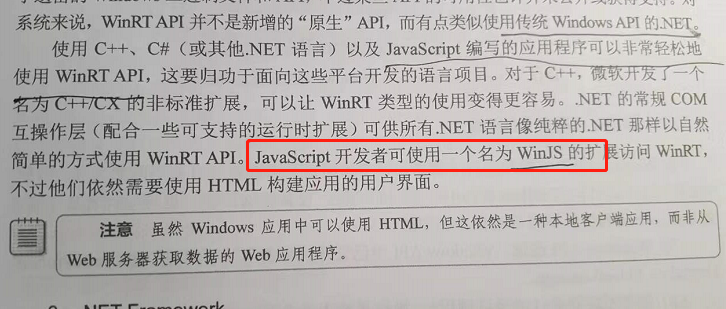 系统来说，WinRT API 并不是新增的“原生”API，而有点类似使用传统 Windows API 的.NET。
使用 C++、C#（或其他.NET 语言）以及 JavaScript 编写的应用程序可以非常轻松地
使用 WinRT API，这要归功于面向这些平台开发的语言项目。对于 C++，微软开发了一个
名为 C++/CX 的非标准扩展，可以让 WinRT 类型的使用变得更容易。.NET 的常规 COM
互操作层（配合一些可支持的运行时扩展）可供所有.NET 语言像纯粹的.NET 那样以自然
简单的方式使用 WinRT API。JavaScript 开发者可使用一个名为 WinJS 的扩展访问 WinRT，
不过他们依然需要使用 HTML 构建应用的用户界面。
注意 虽然 Windows 应用中可以使用 HTML，但这依然是一种本地客户端应用，而非从
Web 服务器获取数据的 Web 应用程序。
.NET Framework